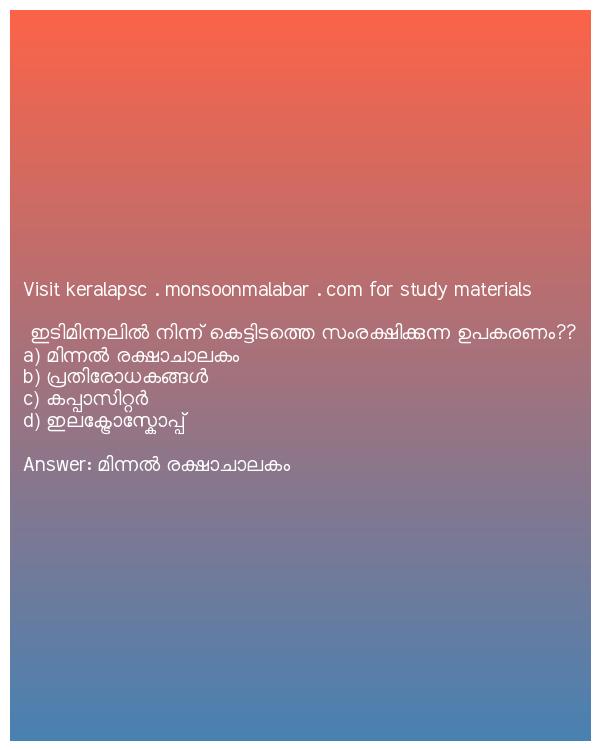 Visit keralapsc . monsoonmalabar . com for study materials
ഇടിമിന്നലിൽ നിന്ന് കെട്ടിടത്തെ സംരക്ഷിക്കുന്ന ഉപകരണം??
a) മിന്നൽ രക്ഷാചാലകം
b) പ്രതിരോധകങ്ങൾ
c) കപ്പാസിറ്റർ
d) ഇലക്ട്രോസ്കോപ്പ്
Answer: മിന്നൽ രക്ഷാചാലകം